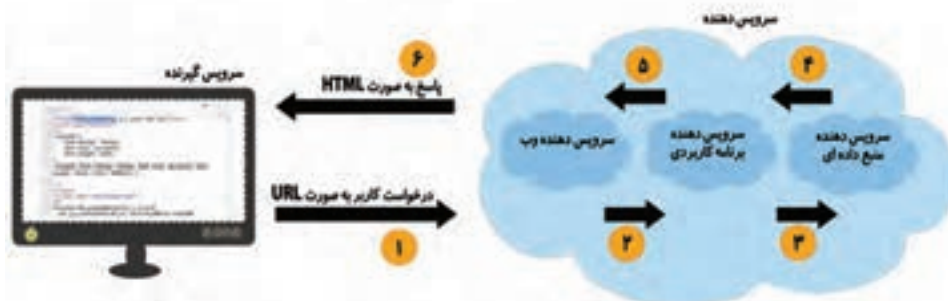 سرویس دهنده
سرویس گیرنده
۶
پاسخ به صورت HTML
۵
۴
سرویس دهنده وب
سرویس دهنده
برنامه کاربردی
سرویس دهنده
منبع داده ای
درخواست کاربر به صورت URL
۱
۲
۳